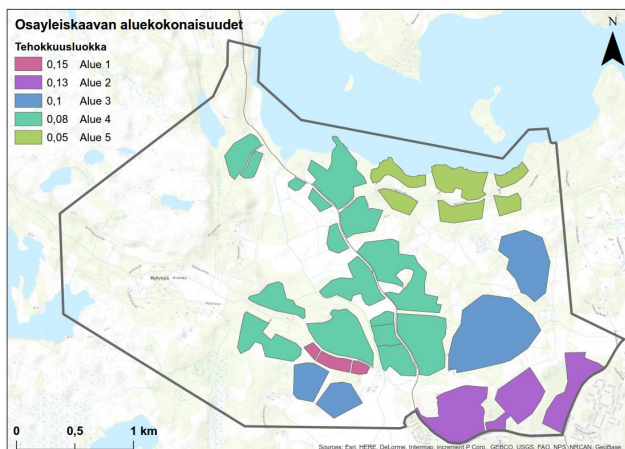 Osayleiskaavan aluekokonaisuudet
Tehokkuusluokka
0,15 Alue 1
0,13 Alue 2
0,1 Alue 3
0,08 Alue 4
0,05 Alue 5
N
Myllykylä
0 0,5 1 km
Sources: Esri, HERE, DeLorme, Intermap, increment P Corp., GEBCO, USGS, FAO, NPS, NRCAN, GeoBase,